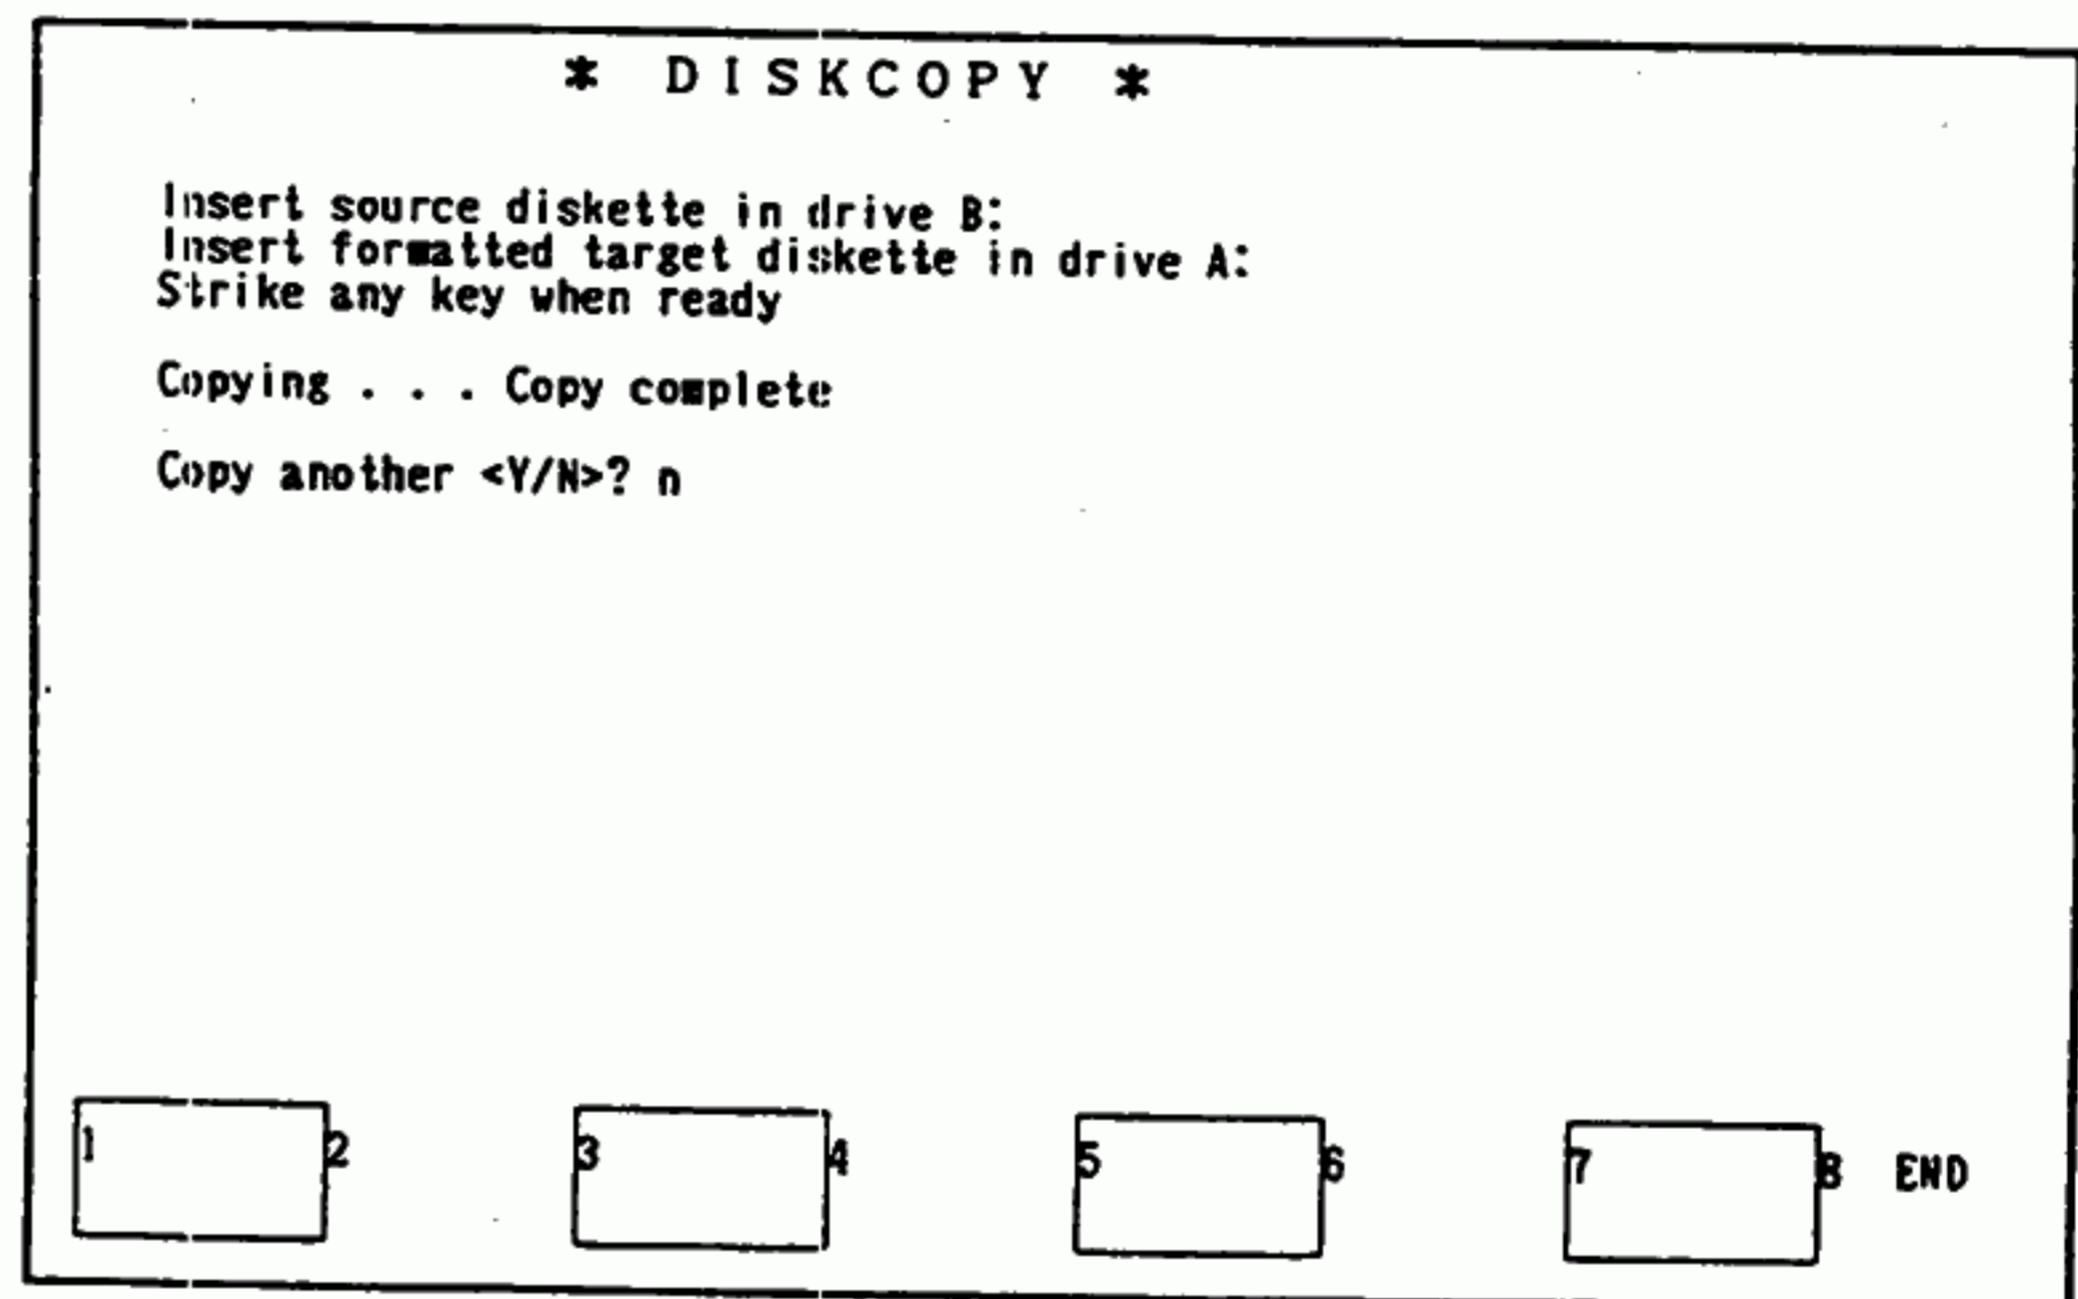 * DISKCOPY *
Insert source diskette in drive B:
Insert formatted target diskette in drive A:
Strike any key when ready
Copying . . . Copy complete
Copy another <Y/N>? n
1 2 3 4 5 6 7 8 END